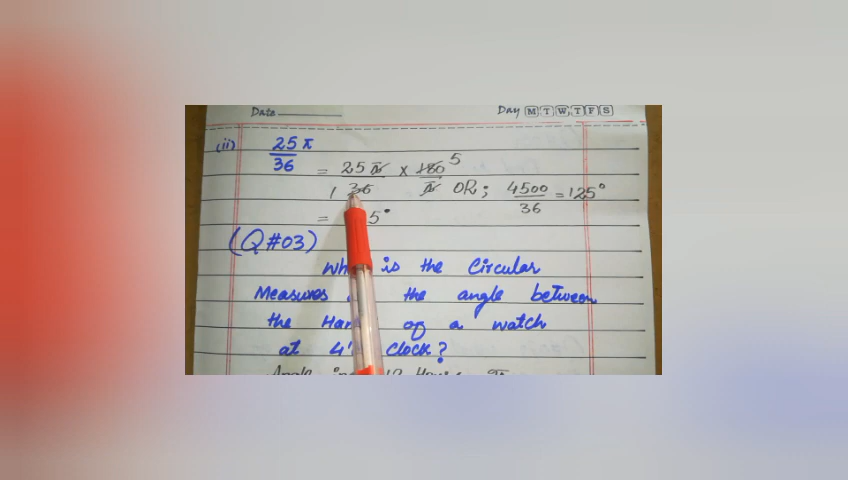 Date Day M T W T F S
(ii) 25π/36
= 25π/36 × 180/π 5 OR; 4500/36 = 125°
1
= 5°
(Q#03)
is the Circular
Measures the angle between
the of a watch
at clock?